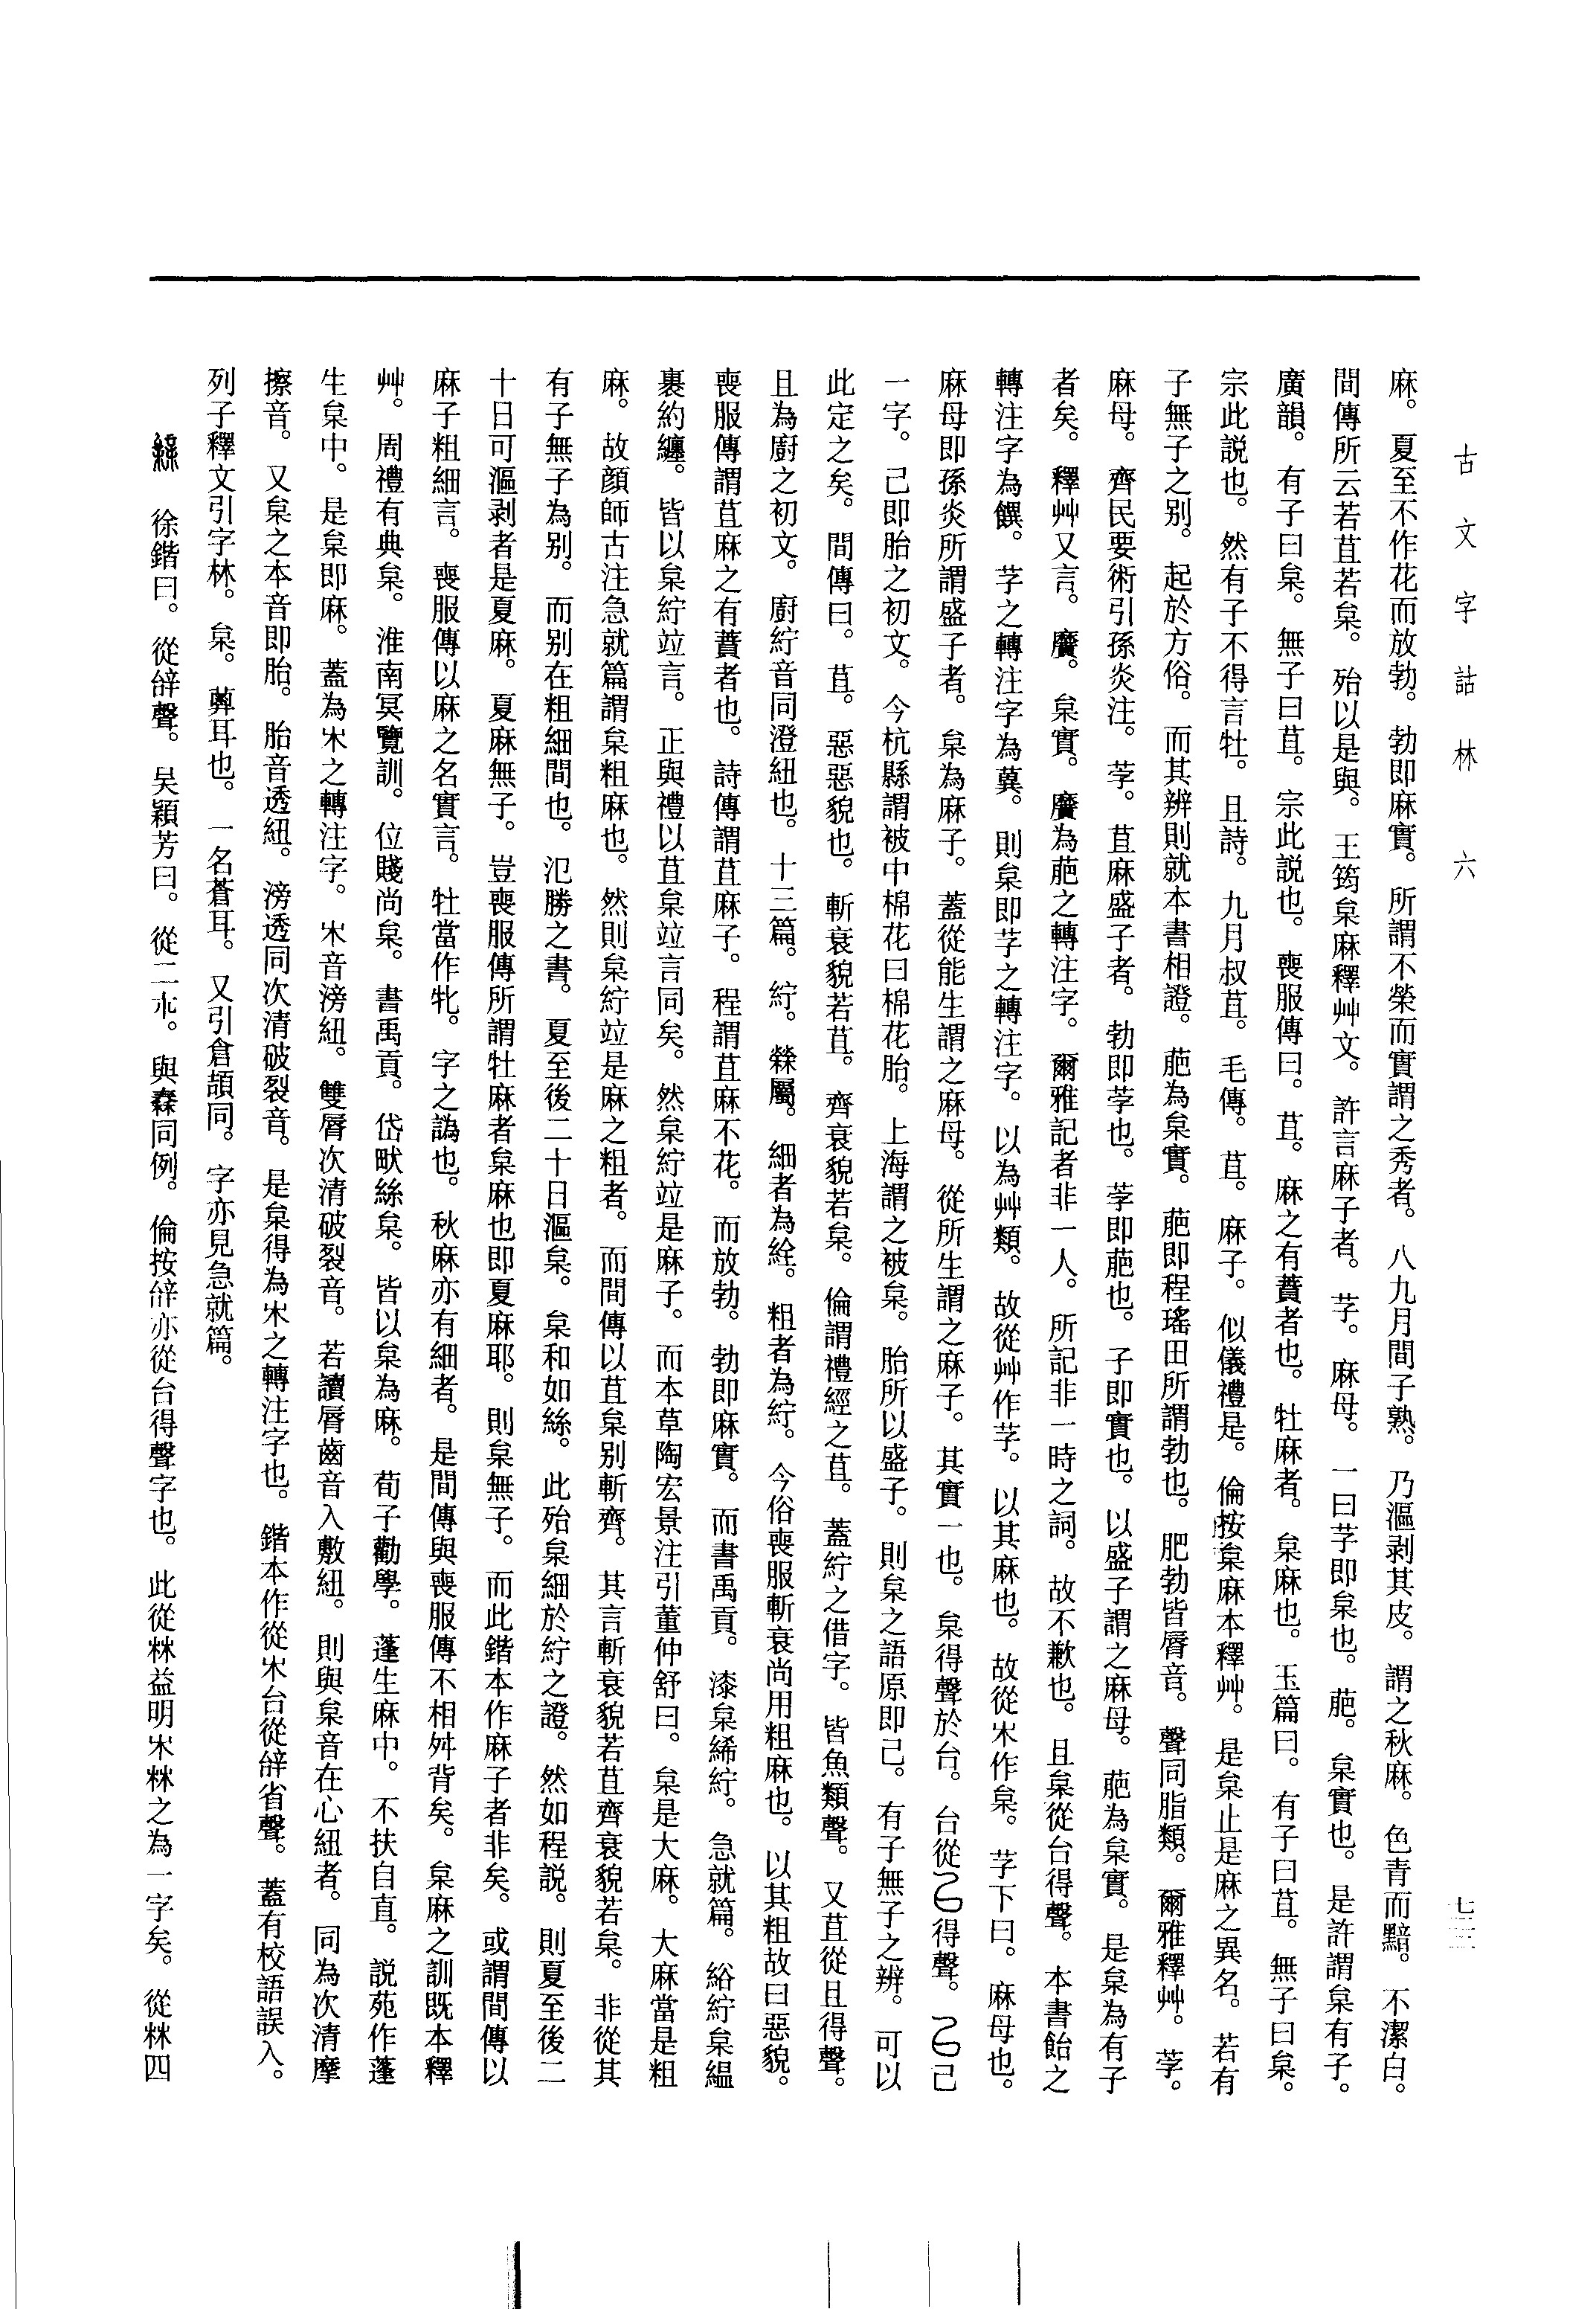 古文字詁林 六
七三三
麻。夏至不作花而放勃。勃即麻實。所謂不榮而實謂之秀者。八九月間子熟。乃漚剥其皮。謂之秋麻。色青而黯。不潔白。
間傳所云若苴若枲。殆以是與。王筠枲麻釋艸文。許言麻子者。芓。麻母。一曰芓即枲也。萉。枲實也。是許謂枲有子。
廣韻。有子曰枲。無子曰苴。宗此説也。喪服傳曰。苴。麻之有蕡者也。牡麻者。枲麻也。玉篇曰。有子曰苴。無子曰枲。
宗此説也。然有子不得言牡。且詩。九月叔苴。毛傳。苴。麻子。似儀禮是。倫按枲麻本釋艸。是枲止是麻之異名。若有
子無子之别。起於方俗。而其辨則就本書相證。萉為枲實。萉即程瑤田所謂勃也。肥勃皆脣音。聲同脂類。爾雅釋艸。荸。
麻母。齊民要術引孫炎注。荸。苴麻盛子者。勃即荸也。荸即萉也。子即實也。以盛子謂之麻母。萉為枲實。是枲為有子
者矣。釋艸又言。黂。枲實。黂為萉之轉注字。爾雅記者非一人。所記非一時之詞。故不歉也。且枲從台得聲。本書飴之
轉注字為䬾。芓之轉注字為㠱。則枲即芓之轉注字。以為艸類。故從艸作芓。以其麻也。故從𣎳作枲。芓下曰。麻母也。
麻母即孫炎所謂盛子者。枲為麻子。蓋從能生謂之麻母。從所生謂之麻子。其實一也。枲得聲於台。台從㠯得聲。㠯己
一字。己即胎之初文。今杭縣謂被中棉花曰棉花胎。上海謂之被枲。胎所以盛子。則枲之語原即己。有子無子之辨。可以
此定之矣。間傳曰。苴。惡惡貌也。斬衰貌若苴。齊衰貌若枲。倫謂禮經之苴。蓋紵之借字。皆魚類聲。又苴從且得聲。
且為廚之初文。廚紵音同澄紐也。十三篇。紵。檾屬。細者為絟。粗者為紵。今俗喪服斬衰尚用粗麻也。以其粗故曰惡貌。
喪服傳謂苴麻之有蕡者也。詩傳謂苴麻子。程謂苴麻不花。而放勃。勃即麻實。而書禹貢。漆枲絺紵。急就篇。綌紵枲緼
裹約纏。皆以枲紵竝言。正與禮以苴枲竝言同矣。然枲紵竝是麻子。而本草陶宏景注引董仲舒曰。枲是大麻。大麻當是粗
麻。故顔師古注急就篇謂枲粗麻也。然則枲紵竝是麻之粗者。而間傳以苴枲别斬齊。其言斬衰貌若苴齊衰貌若枲。非從其
有子無子為别。而别在粗細間也。氾勝之書。夏至後二十日漚枲。枲和如絲。此殆枲細於紵之證。然如程説。則夏至後二
十日可漚剥者是夏麻。夏麻無子。豈喪服傳所謂牡麻者枲麻也即夏麻耶。則枲無子。而此鍇本作麻子者非矣。或謂間傳以
麻子粗細言。喪服傳以麻之名實言。牡當作牝。字之譌也。秋麻亦有細者。是間傳與喪服傳不相舛背矣。枲麻之訓既本釋
艸。周禮有典枲。淮南冥覽訓。位賤尚枲。書禹貢。岱畎絲枲。皆以枲為麻。荀子勸學。蓬生麻中。不扶自直。説苑作蓬
生枲中。是枲即麻。蓋為𣎳之轉注字。𣎳音滂紐。雙脣次清破裂音。若讀脣齒音入敷紐。則與枲音在心紐者。同為次清摩
擦音。又枲之本音即胎。胎音透紐。滂透同次清破裂音。是枲得為𣎳之轉注字也。鍇本作從𣎳台從辝省聲。蓋有校語誤入。
列子釋文引字林。枲。葈耳也。一名蒼耳。又引倉頡同。字亦見急就篇。
徐鍇曰。從辝聲。吴穎芳曰。從二𣎳。與𣛧同例。倫按辝亦從台得聲字也。此從𣏟益明𣎳𣏟之為一字矣。從𣏟四